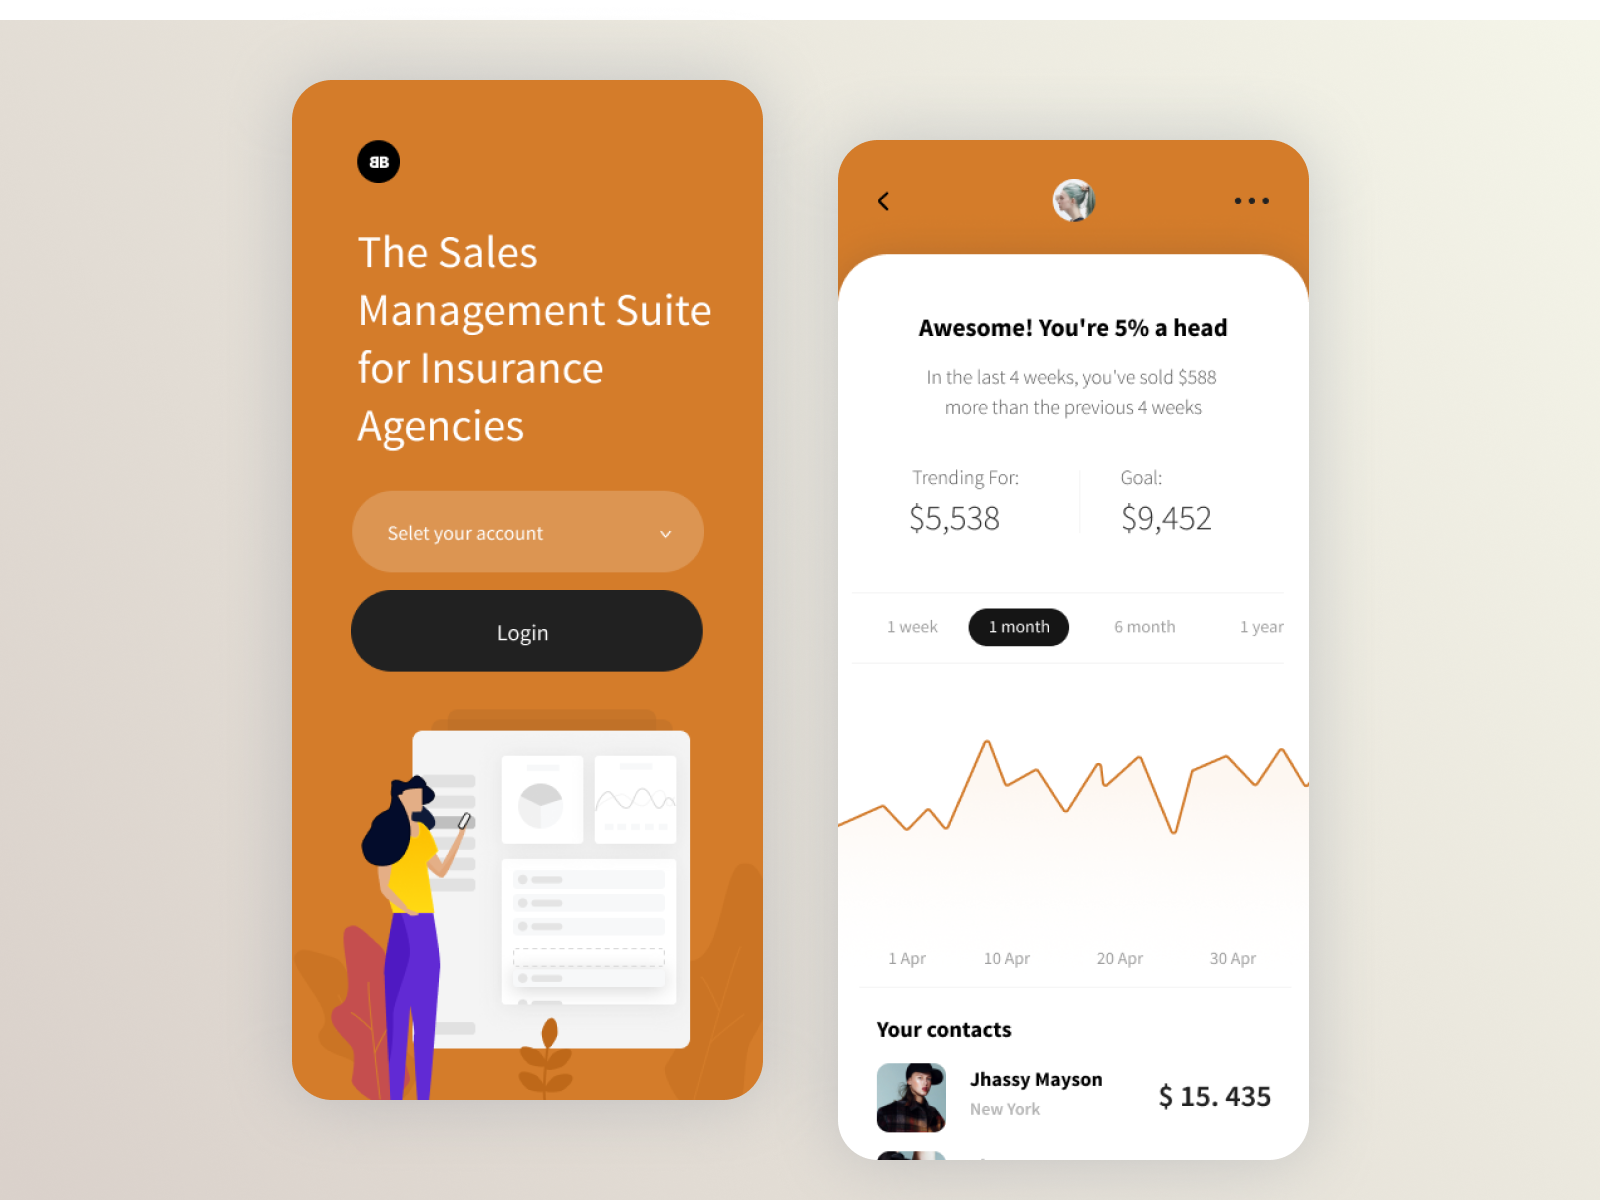 BB
The Sales
Management Suite
for Insurance
Agencies
Selet your account
Login
Awesome! You're 5% a head
In the last 4 weeks, you've sold $588
more than the previous 4 weeks
Trending For: Goal:
$5,538 $9,452
1 week 1 month 6 month 1 year
1 Apr 10 Apr 20 Apr 30 Apr
Your contacts
Jhassy Mayson
New York
$ 15. 435